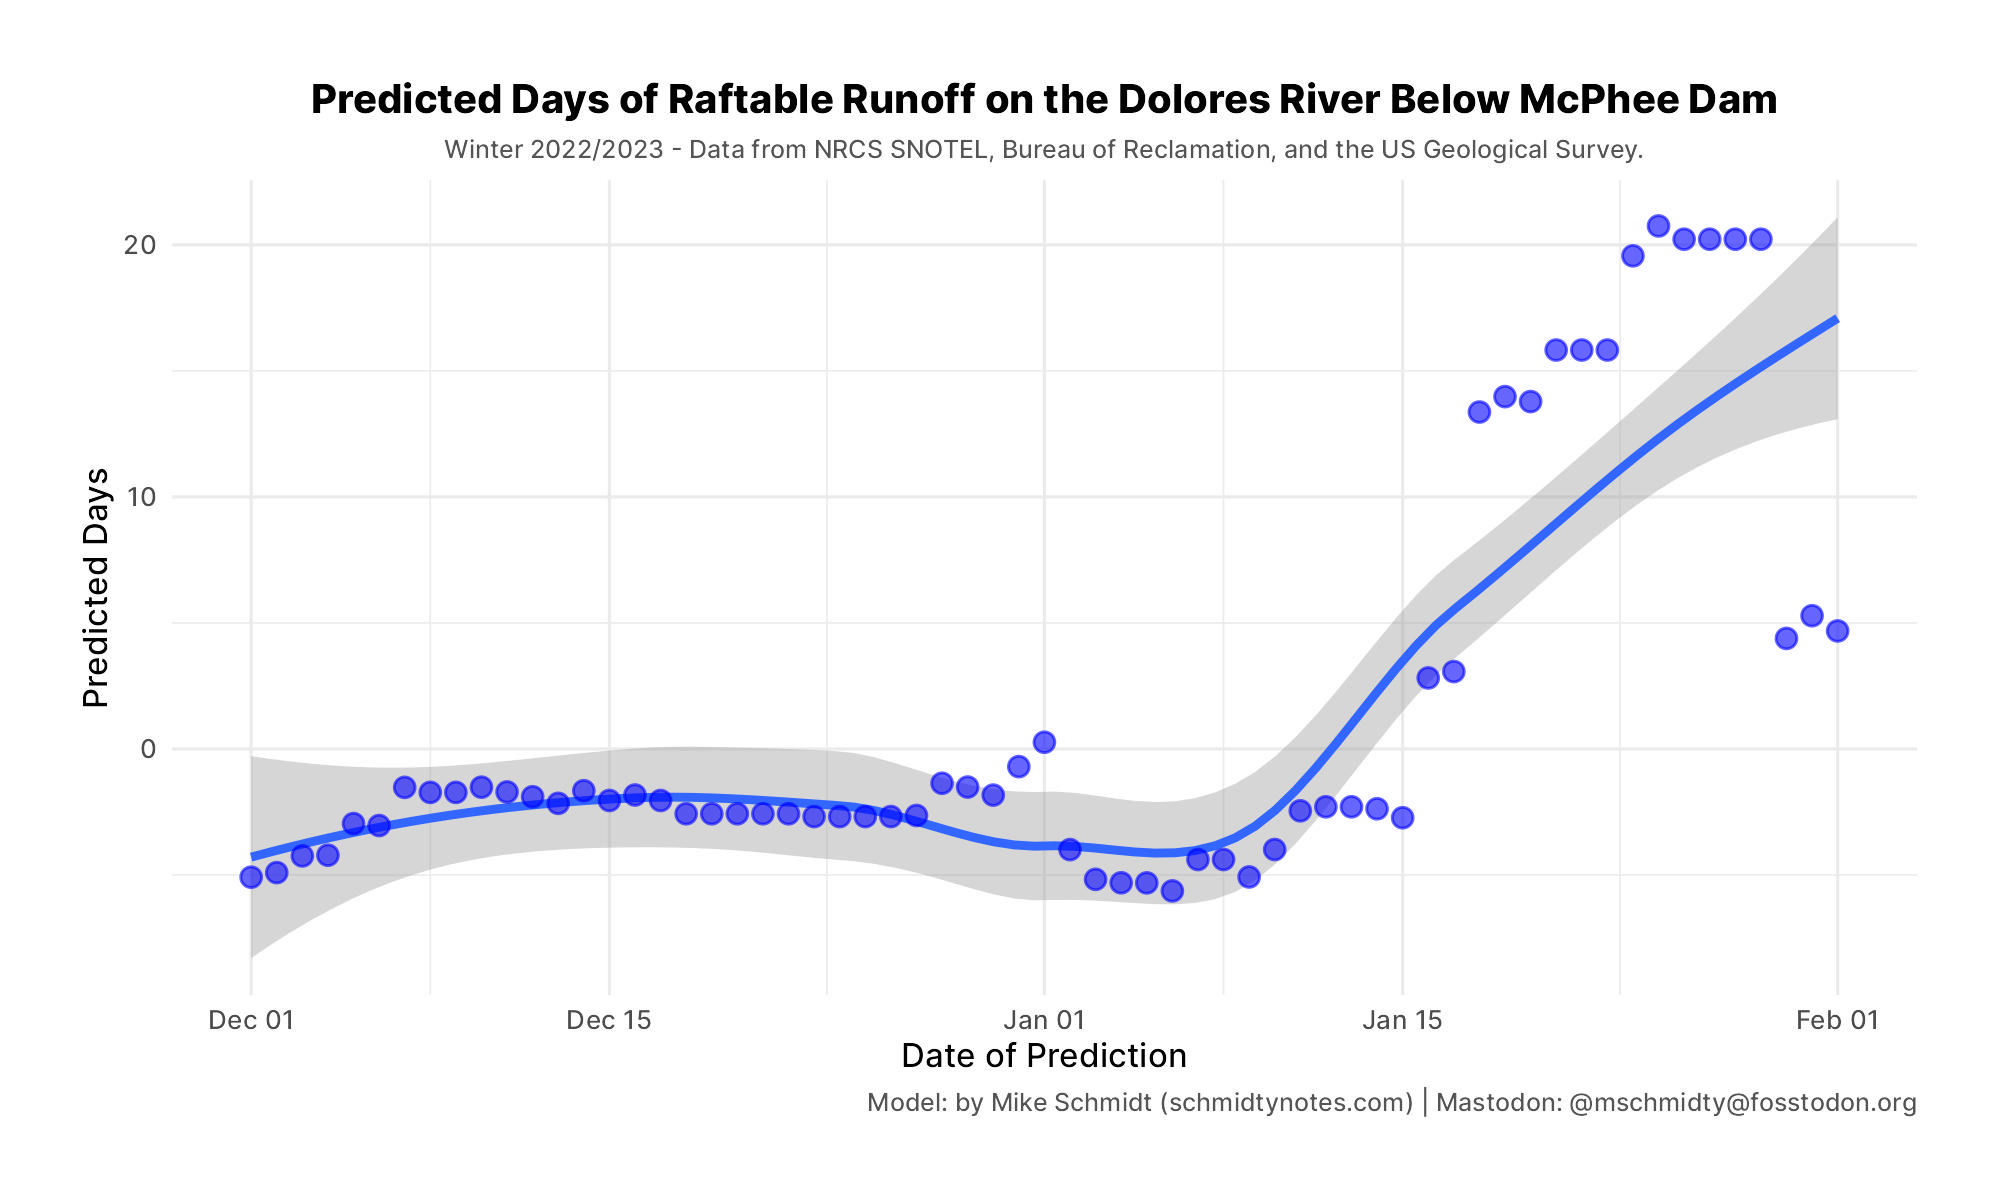 Predicted Days of Raftable Runoff on the Dolores River Below McPhee Dam
Winter 2022/2023 - Data from NRCS SNOTEL, Bureau of Reclamation, and the US Geological Survey.
Predicted Days
20
10
0
Dec 01
Dec 15
Jan 01
Jan 15
Feb 01
Date of Prediction
Model: by Mike Schmidt (schmidtynotes.com) | Mastodon: @mschmidty@fosstodon.org